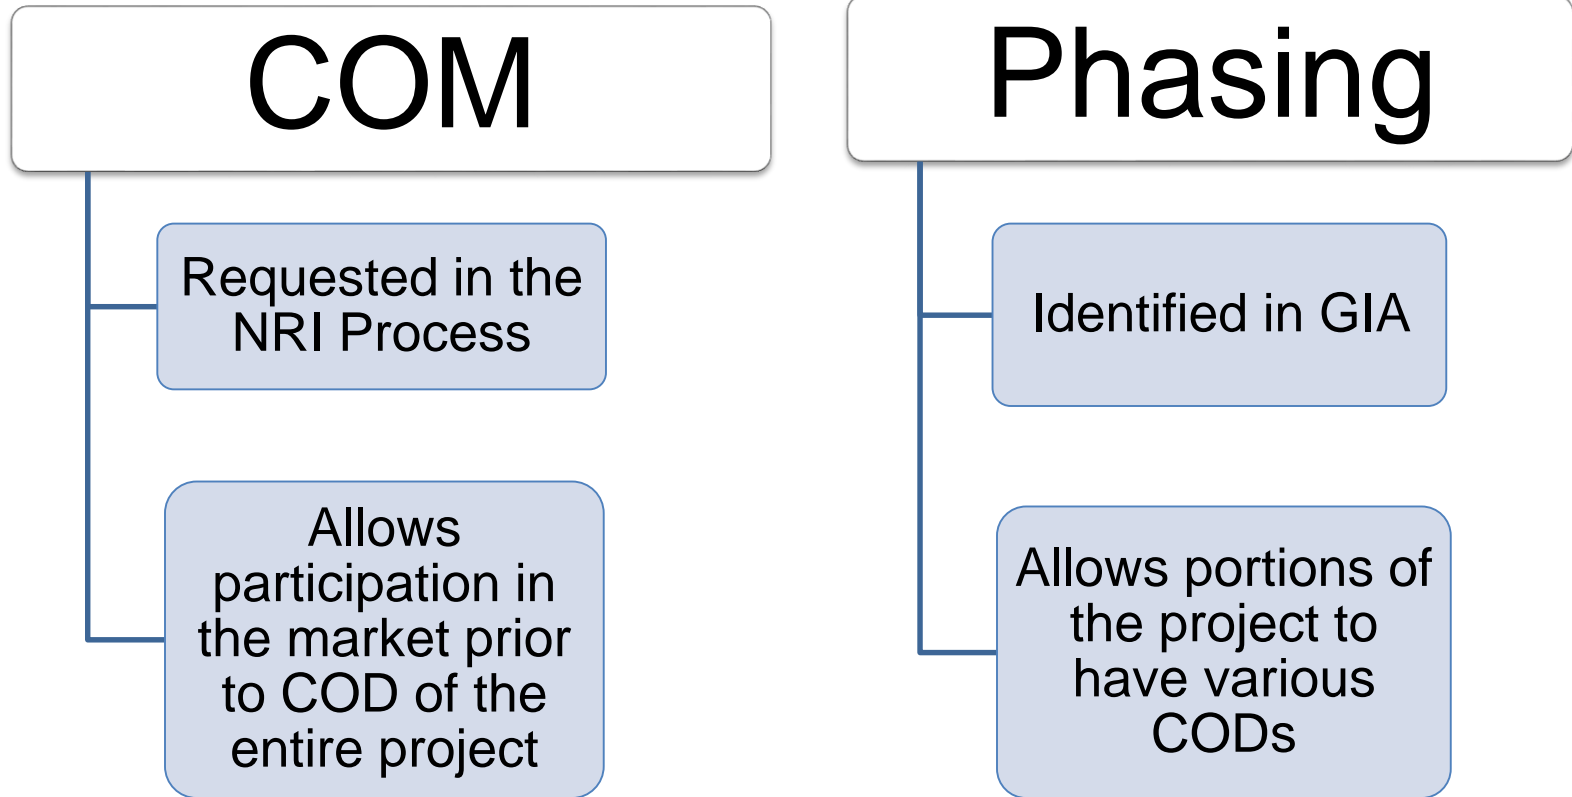 COM
Requested in the
NRI Process
Allows
participation in
the market prior
to COD of the
entire project
Phasing
Identified in GIA
Allows portions of
the project to
have various
CODs